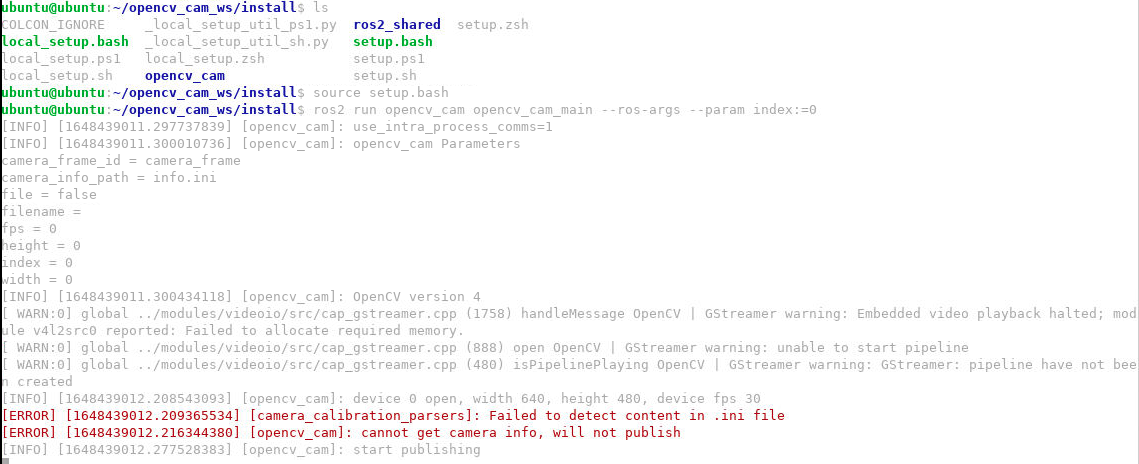 ubuntu@ubuntu:~/opencv_cam_ws/install$ ls
COLCON_IGNORE     _local_setup_util_ps1.py  ros2_shared  setup.zsh
local_setup.bash  _local_setup_util_sh.py   setup.bash
local_setup.ps1   local_setup.zsh           setup.ps1
local_setup.sh    opencv_cam                setup.sh
ubuntu@ubuntu:~/opencv_cam_ws/install$ source setup.bash
ubuntu@ubuntu:~/opencv_cam_ws/install$ ros2 run opencv_cam opencv_cam_main --ros-args --param index:=0
[INFO] [1648439011.297737839] [opencv_cam]: use_intra_process_comms=1
[INFO] [1648439011.300010736] [opencv_cam]: opencv_cam Parameters
camera_frame_id = camera_frame
camera_info_path = info.ini
file = false
filename =
fps = 0
height = 0
index = 0
width = 0
[INFO] [1648439011.300434118] [opencv_cam]: OpenCV version 4
[ WARN:0] global ../modules/videoio/src/cap_gstreamer.cpp (1758) handleMessage OpenCV | GStreamer warning: Embedded video playback halted; mod
ule v4l2src0 reported: Failed to allocate required memory.
[ WARN:0] global ../modules/videoio/src/cap_gstreamer.cpp (888) open OpenCV | GStreamer warning: unable to start pipeline
[ WARN:0] global ../modules/videoio/src/cap_gstreamer.cpp (480) isPipelinePlaying OpenCV | GStreamer warning: GStreamer: pipeline have not bee
n created
[INFO] [1648439012.208543093] [opencv_cam]: device 0 open, width 640, height 480, device fps 30
[ERROR] [1648439012.209365534] [camera_calibration_parsers]: Failed to detect content in .ini file
[ERROR] [1648439012.216344380] [opencv_cam]: cannot get camera info, will not publish
[INFO] [1648439012.277528383] [opencv_cam]: start publishing